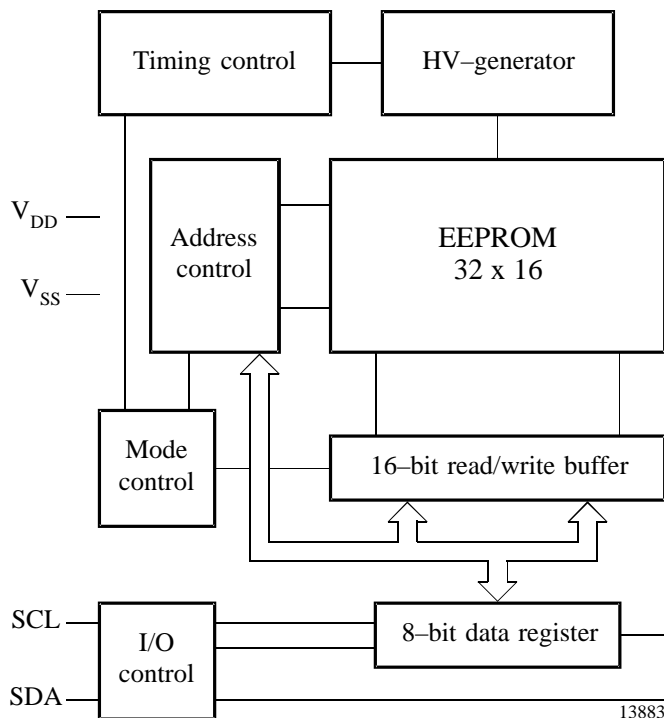 Timing control
HV–generator
V_DD
V_SS
Address
control
EEPROM
32 x 16
Mode
control
16–bit read/write buffer
SCL
SDA
I/O
control
8–bit data register
13883